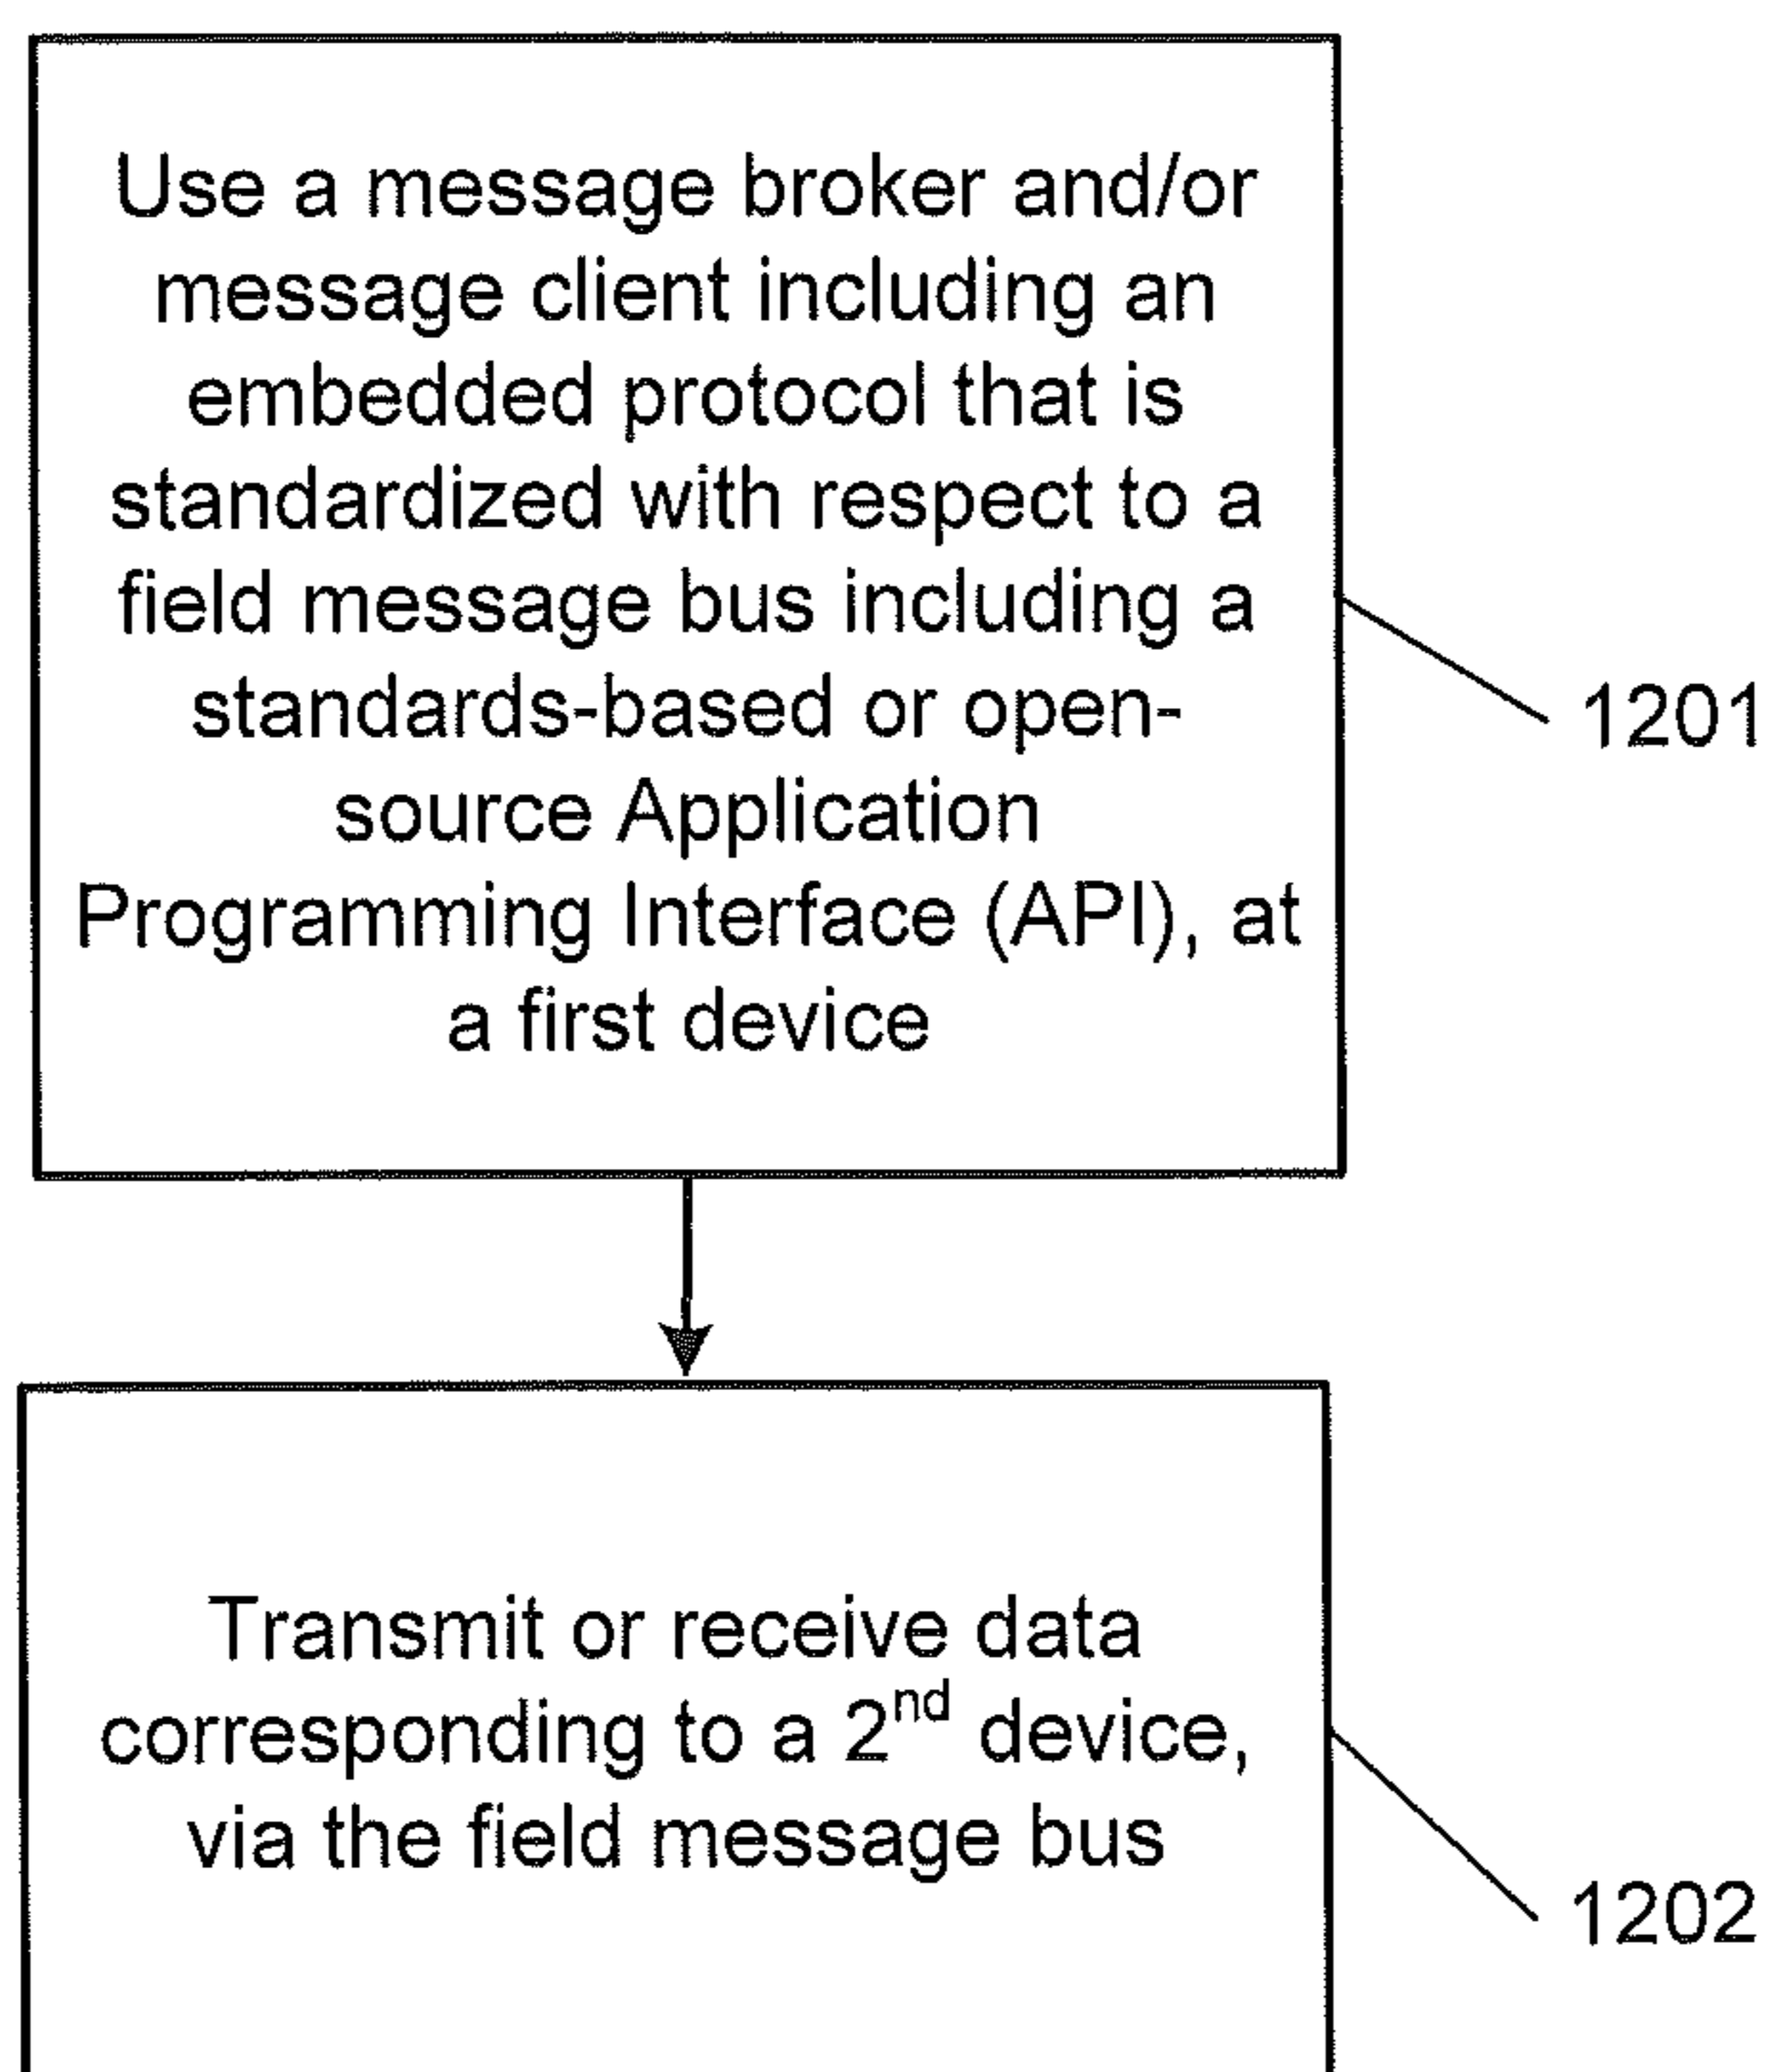 Use a message broker and/or
message client including an
embedded protocol that is
standardized with respect to a
field message bus including a
standards-based or open-
source Application
Programming Interface (API), at
a first device
1201
Transmit or receive data
corresponding to a 2nd device,
via the field message bus
1202